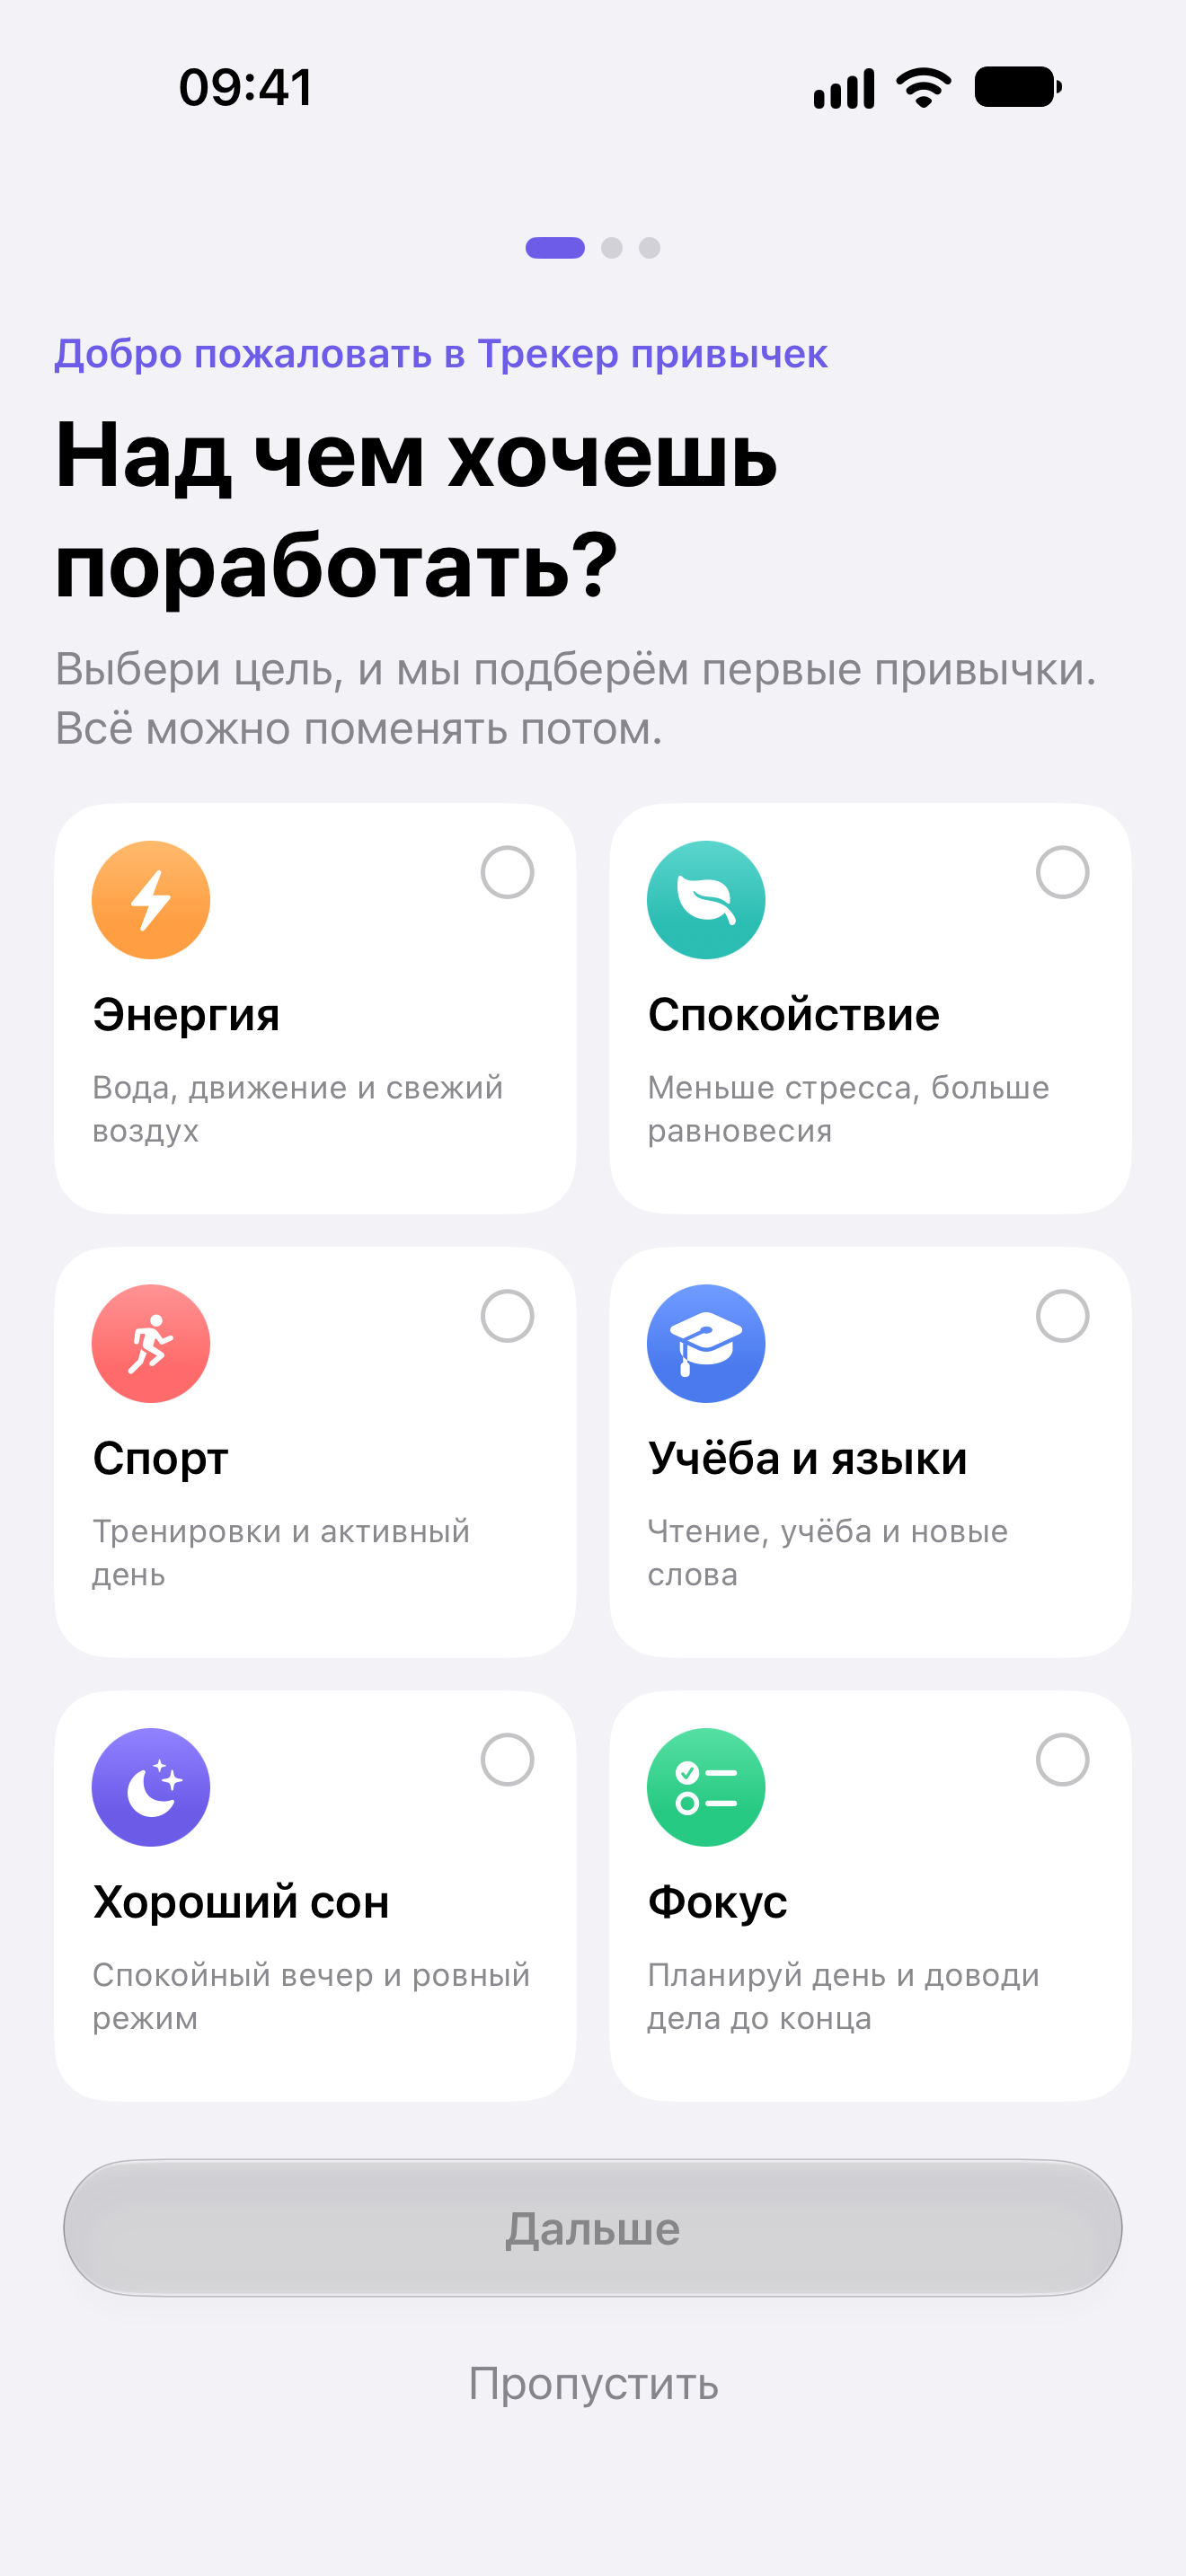 09:41
Добро пожаловать в Трекер привычек
Над чем хочешь
поработать?
Выбери цель, и мы подберём первые привычки.
Всё можно поменять потом.
Энергия
Вода, движение и свежий
воздух
Спокойствие
Меньше стресса, больше
равновесия
Спорт
Тренировки и активный
день
Учёба и языки
Чтение, учёба и новые
слова
Хороший сон
Спокойный вечер и ровный
режим
Фокус
Планируй день и доводи
дела до конца
Дальше
Пропустить